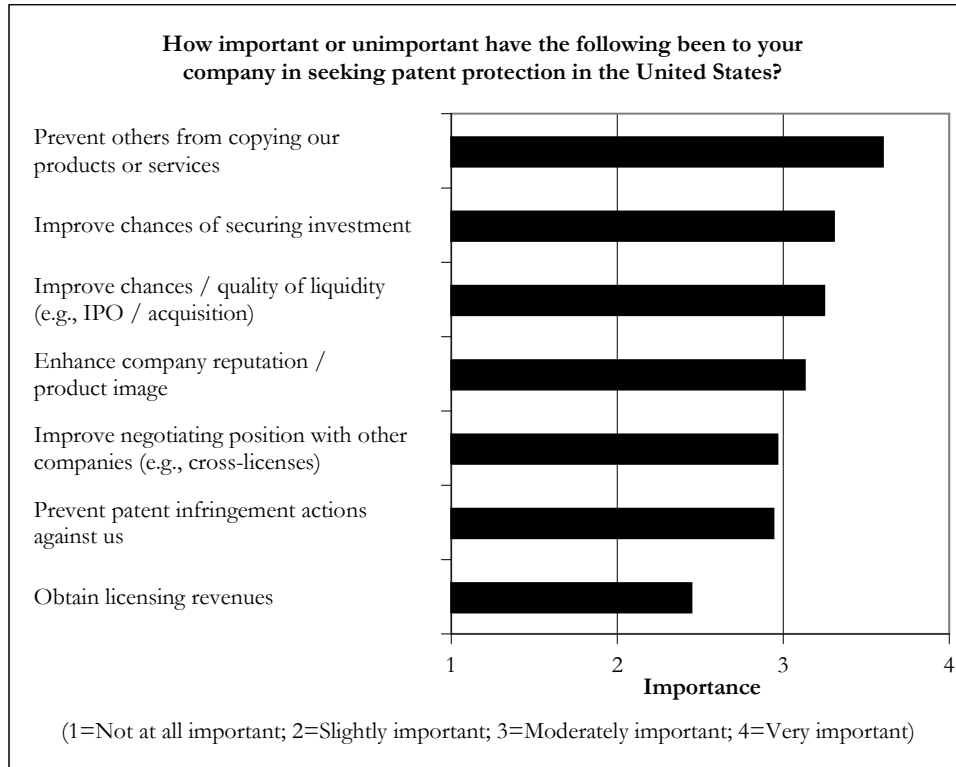 How important or unimportant have the following been to your
company in seeking patent protection in the United States?
Prevent others from copying our
products or services
Improve chances of securing investment
Improve chances / quality of liquidity
(e.g., IPO / acquisition)
Enhance company reputation /
product image
Improve negotiating position with other
companies (e.g., cross-licenses)
Prevent patent infringement actions
against us
Obtain licensing revenues
1 2 3 4
Importance
(1=Not at all important; 2=Slightly important; 3=Moderately important; 4=Very important)